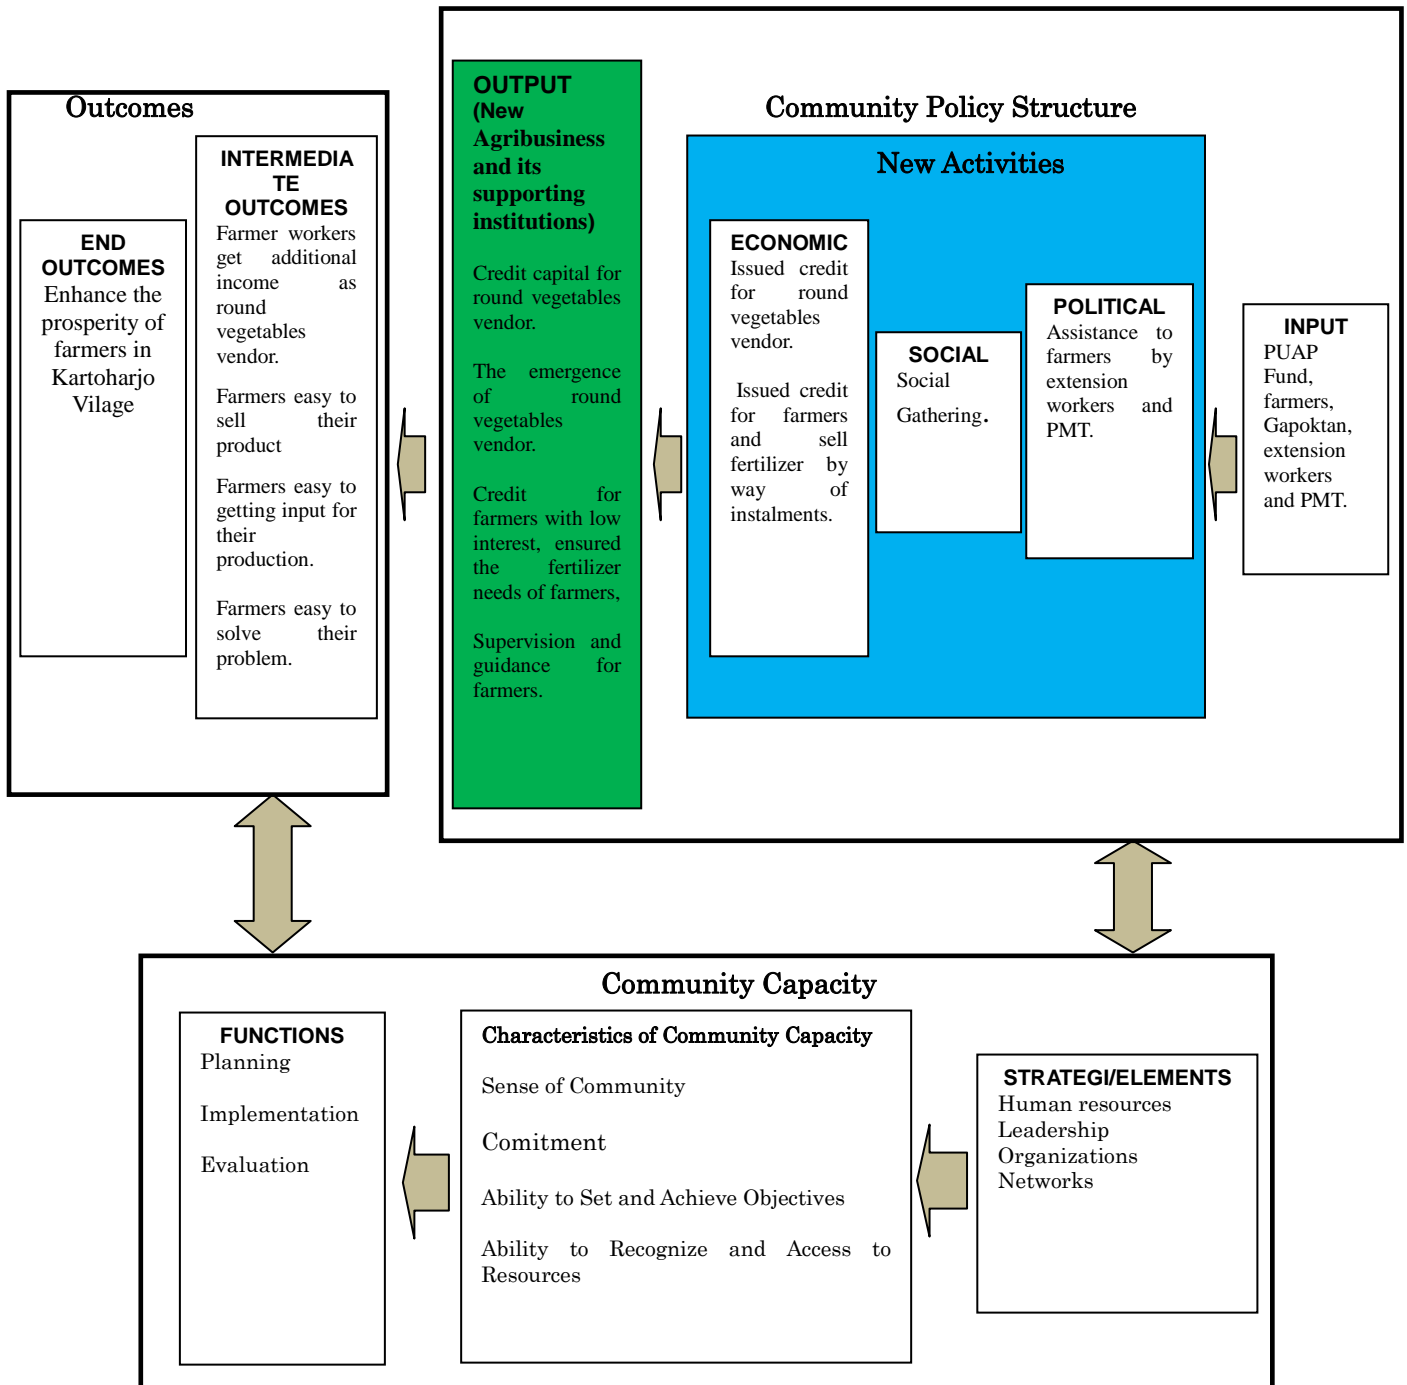 Outcomes
END
OUTCOMES
Enhance the
prosperity of
farmers in
Kartoharjo
Vilage
INTERMEDIA
TE
OUTCOMES
Farmer workers
get additional
income as
round
vegetables
vendor.
Farmers easy to
sell their
product
Farmers easy to
getting input for
their
production.
Farmers easy to
solve their
problem.
Community Policy Structure
OUTPUT
(New
Agribusiness
and its
supporting
institutions)
Credit capital for
round vegetables
vendor.
The emergence
of round
vegetables
vendor.
Credit for
farmers with low
interest, ensured
the fertilizer
needs of farmers,
Supervision and
guidance for
farmers.
New Activities
ECONOMIC
Issued credit
for round
vegetables
vendor.
Issued credit
for farmers
and sell
fertilizer by
way of
instalments.
SOCIAL
Social
Gathering.
POLITICAL
Assistance to
farmers by
extension
workers and
PMT.
INPUT
PUAP
Fund,
farmers,
Gapoktan,
extension
workers
and PMT.
Community Capacity
FUNCTIONS
Planning
Implementation
Evaluation
Characteristics of Community Capacity
Sense of Community
Comitment
Ability to Set and Achieve Objectives
Ability to Recognize and Access to
Resources
STRATEGI/ELEMENTS
Human resources
Leadership
Organizations
Networks